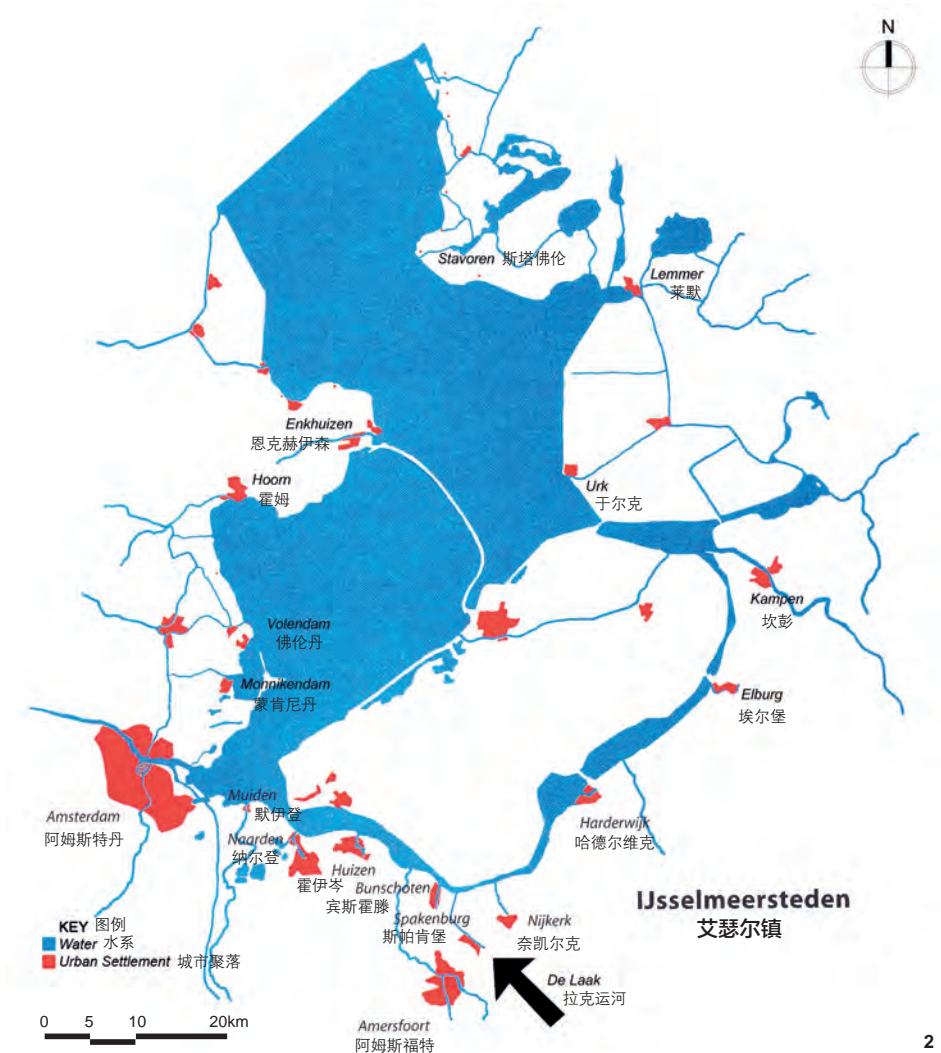 N
Stavoren 斯塔佛伦
Lemmer
莱默
Enkhuizen
恩克赫伊森
Hoorn
霍姆
Urk
于尔克
Kampen
坎彭
Volendam
佛伦丹
Monnikendam
蒙肯尼丹
Elburg
埃尔堡
Muiden
默伊登
Amsterdam
阿姆斯特丹
Naarden
纳尔登
Harderwijk
哈德尔维克
Huizen
霍伊岑
Bunschoten
宾斯霍滕
Spakenburg
斯帕肯堡
Nijkerk
奈凯尔克
IJsselmeersteden
艾瑟尔镇
KEY 图例
Water 水系
Urban Settlement 城市聚落
De Laak
拉克运河
Amersfoort
阿姆斯福特
0 5 10 20km
2